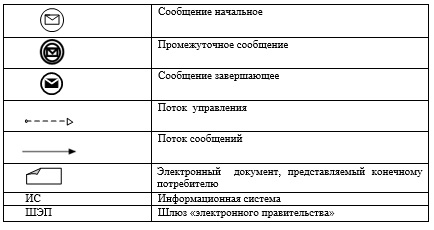 Сообщение начальное
Промежуточное сообщение
Сообщение завершающее
Поток управления
Поток сообщений
Электронный документ, представляемый конечному
потребителю
ИС Информационная система
ШЭП Шлюз «электронного правительства»